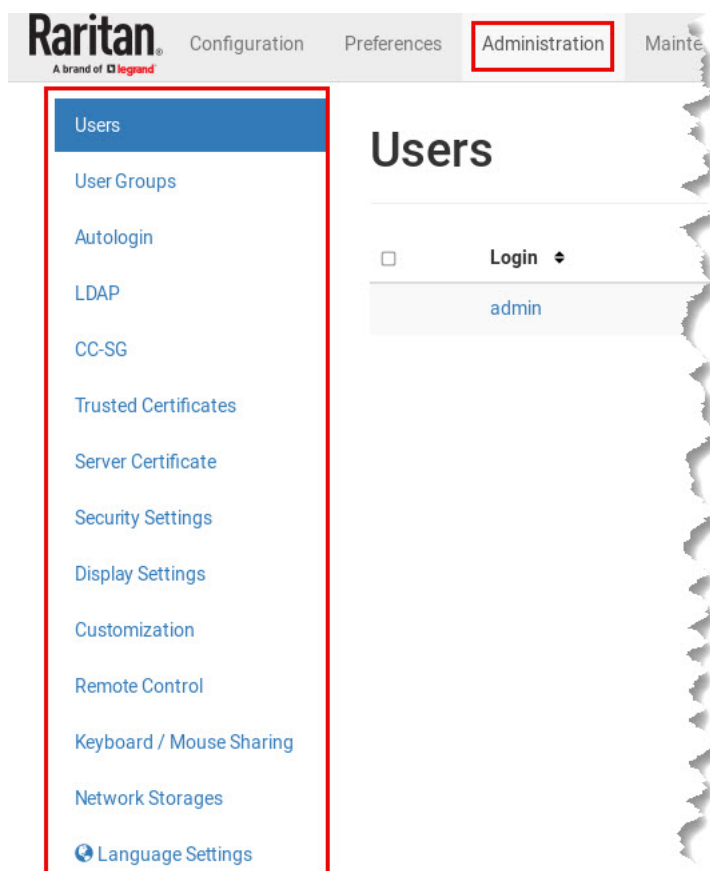 Raritan.
A brand of legrand
Configuration
Preferences
Administration
Users
User Groups
Autologin
LDAP
CC-SG
Trusted Certificates
Server Certificate
Security Settings
Display Settings
Customization
Remote Control
Keyboard / Mouse Sharing
Network Storages
Language Settings
Users
Login
admin